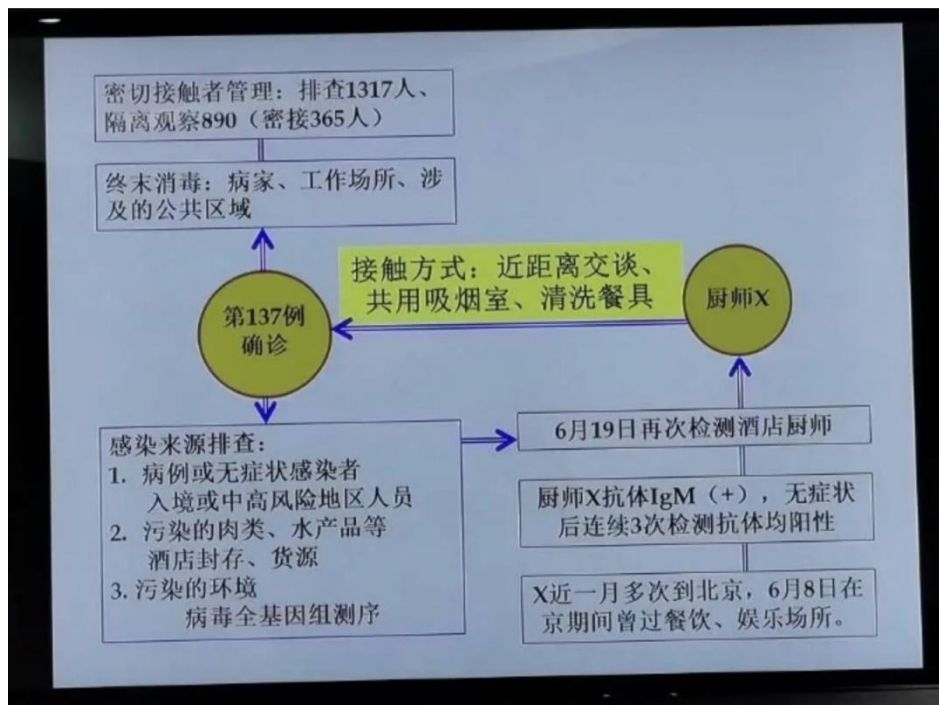 密切接触者管理：排查1317人、
隔离观察890（密接365人）
终末消毒：病家、工作场所、涉
及的公共区域
接触方式：近距离交谈、
共用吸烟室、清洗餐具
第137例
确诊
厨师X
感染来源排查：
1. 病例或无症状感染者
入境或中高风险地区人员
2. 污染的肉类、水产品等
酒店封存、货源
3. 污染的环境
病毒全基因组测序
6月19日再次检测酒店厨师
厨师X抗体IgM（+），无症状
后连续3次检测抗体均阳性
X近一月多次到北京，6月8日在
京期间曾过餐饮、娱乐场所。